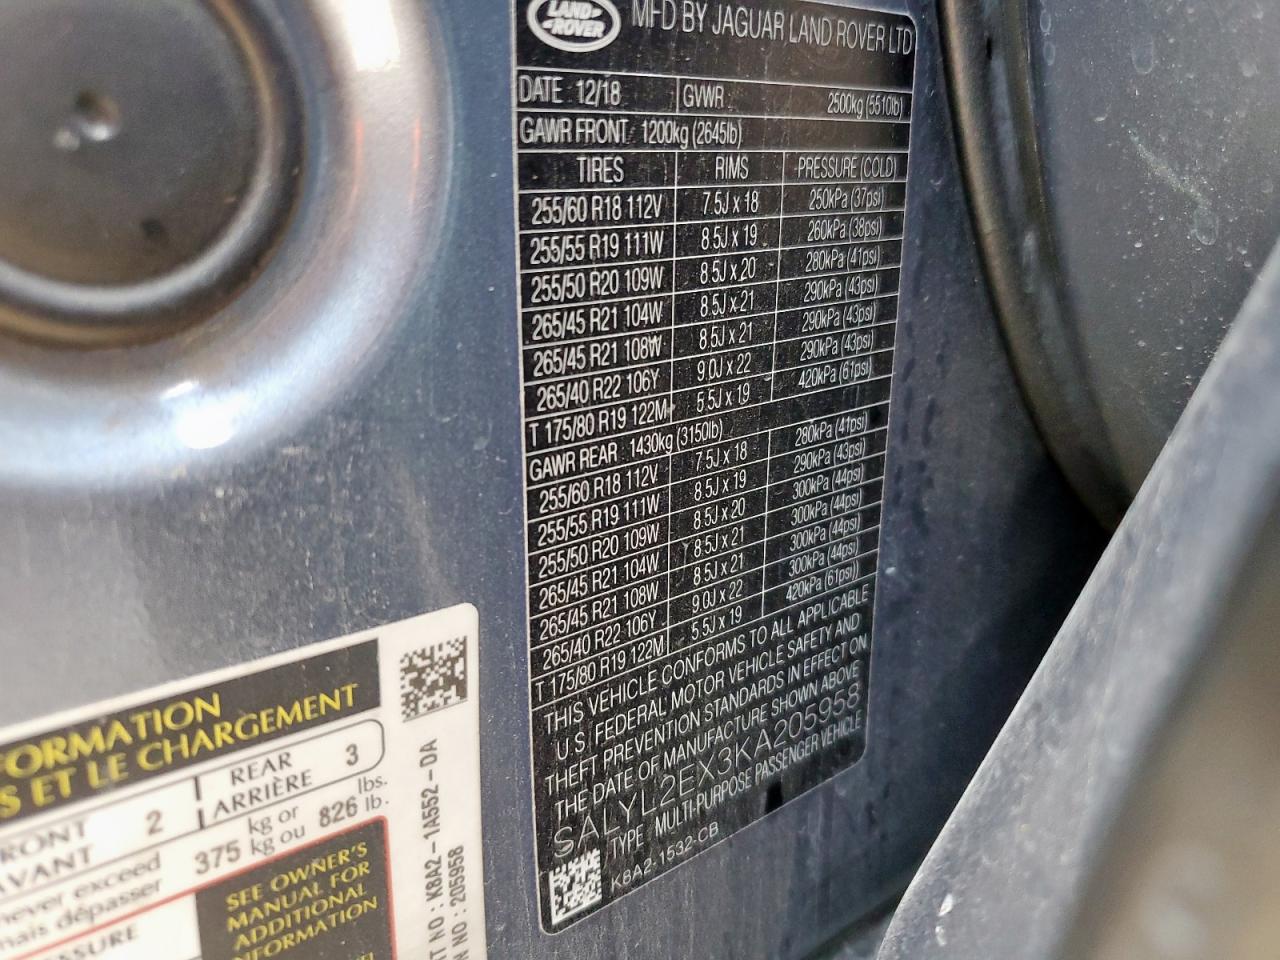 LAND-
-ROVER
MFD BY JAGUAR LAND ROVER LTD
DATE 12/18 GVWR 2500kg (5510lb)
GAWR FRONT 1200kg (2645lb)
TIRES RIMS PRESSURE (COLD)
255/60 R18 112V 7.5J x 18 250kPa (37psi)
255/55 R19 111W 8.5J x 19 260kPa (38psi)
255/50 R20 109W 8.5J x 20 280kPa (41psi)
265/45 R21 104W 8.5J x 21 290kPa (43psi)
265/45 R21 108W 8.5J x 21 290kPa (43psi)
265/40 R22 106Y 9.0J x 22 290kPa (43psi)
T 175/80 R19 122M 5.5J x 19 420kPa (61psi)
GAWR REAR 1430kg (3150lb)
255/60 R18 112V 7.5J x 18 280kPa (41psi)
255/55 R19 111W 8.5J x 19 290kPa (43psi)
255/50 R20 109W 8.5J x 20 300kPa (44psi)
265/45 R21 104W 8.5J x 21 300kPa (44psi)
265/45 R21 108W 8.5J x 21 300kPa (44psi)
265/40 R22 106Y 9.0J x 22 300kPa (44psi)
T 175/80 R19 122M 5.5J x 19 420kPa (61psi)
THIS VEHICLE CONFORMS TO ALL APPLICABLE
U.S. FEDERAL MOTOR VEHICLE SAFETY AND
THEFT PREVENTION STANDARDS IN EFFECT ON
THE DATE OF MANUFACTURE SHOWN ABOVE
SALYL2EX3KA205958
TYPE MULTI-PURPOSE PASSENGER VEHICLE
K8A2-1532-CB
FORMATION
S ET LE CHARGEMENT
RONT 2 REAR 3
AVANT ARRIÈRE
never exceed 375 kg or 826 lbs.
mais dépasser kg ou lb.
SEE OWNER'S
MANUAL FOR
ADDITIONAL
INFORMATION
T NO : K8A2-1A552-DA
N NO : 205958